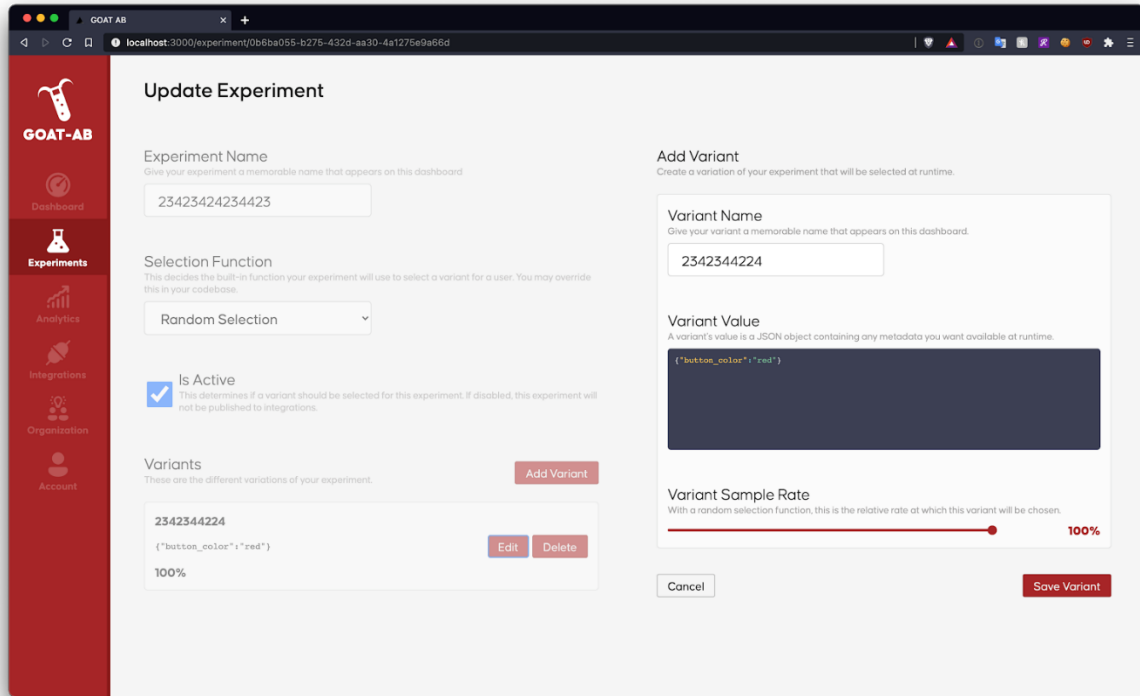 GOAT AB
localhost:3000/experiment/0b6ba055-b275-432d-aa30-4a1275e9a66d
GOAT-AB
Dashboard
Experiments
Analytics
Integrations
Organization
Account
Update Experiment
Experiment Name
Give your experiment a memorable name that appears on this dashboard
23423424234423
Selection Function
This decides the built-in function your experiment will use to select a variant for a user. You may override
this in your codebase.
Random Selection
Is Active
This determines if a variant should be selected for this experiment. If disabled, this experiment will
not be published to integrations.
Variants
These are the different variations of your experiment.
Add Variant
2342344224
{"button_color":"red"}
100%
Edit
Delete
Add Variant
Create a variation of your experiment that will be selected at runtime.
Variant Name
Give your variant a memorable name that appears on this dashboard.
2342344224
Variant Value
A variant's value is a JSON object containing any metadata you want available at runtime.
{"button_color":"red"}
Variant Sample Rate
With a random selection function, this is the relative rate at which this variant will be chosen.
100%
Cancel
Save Variant